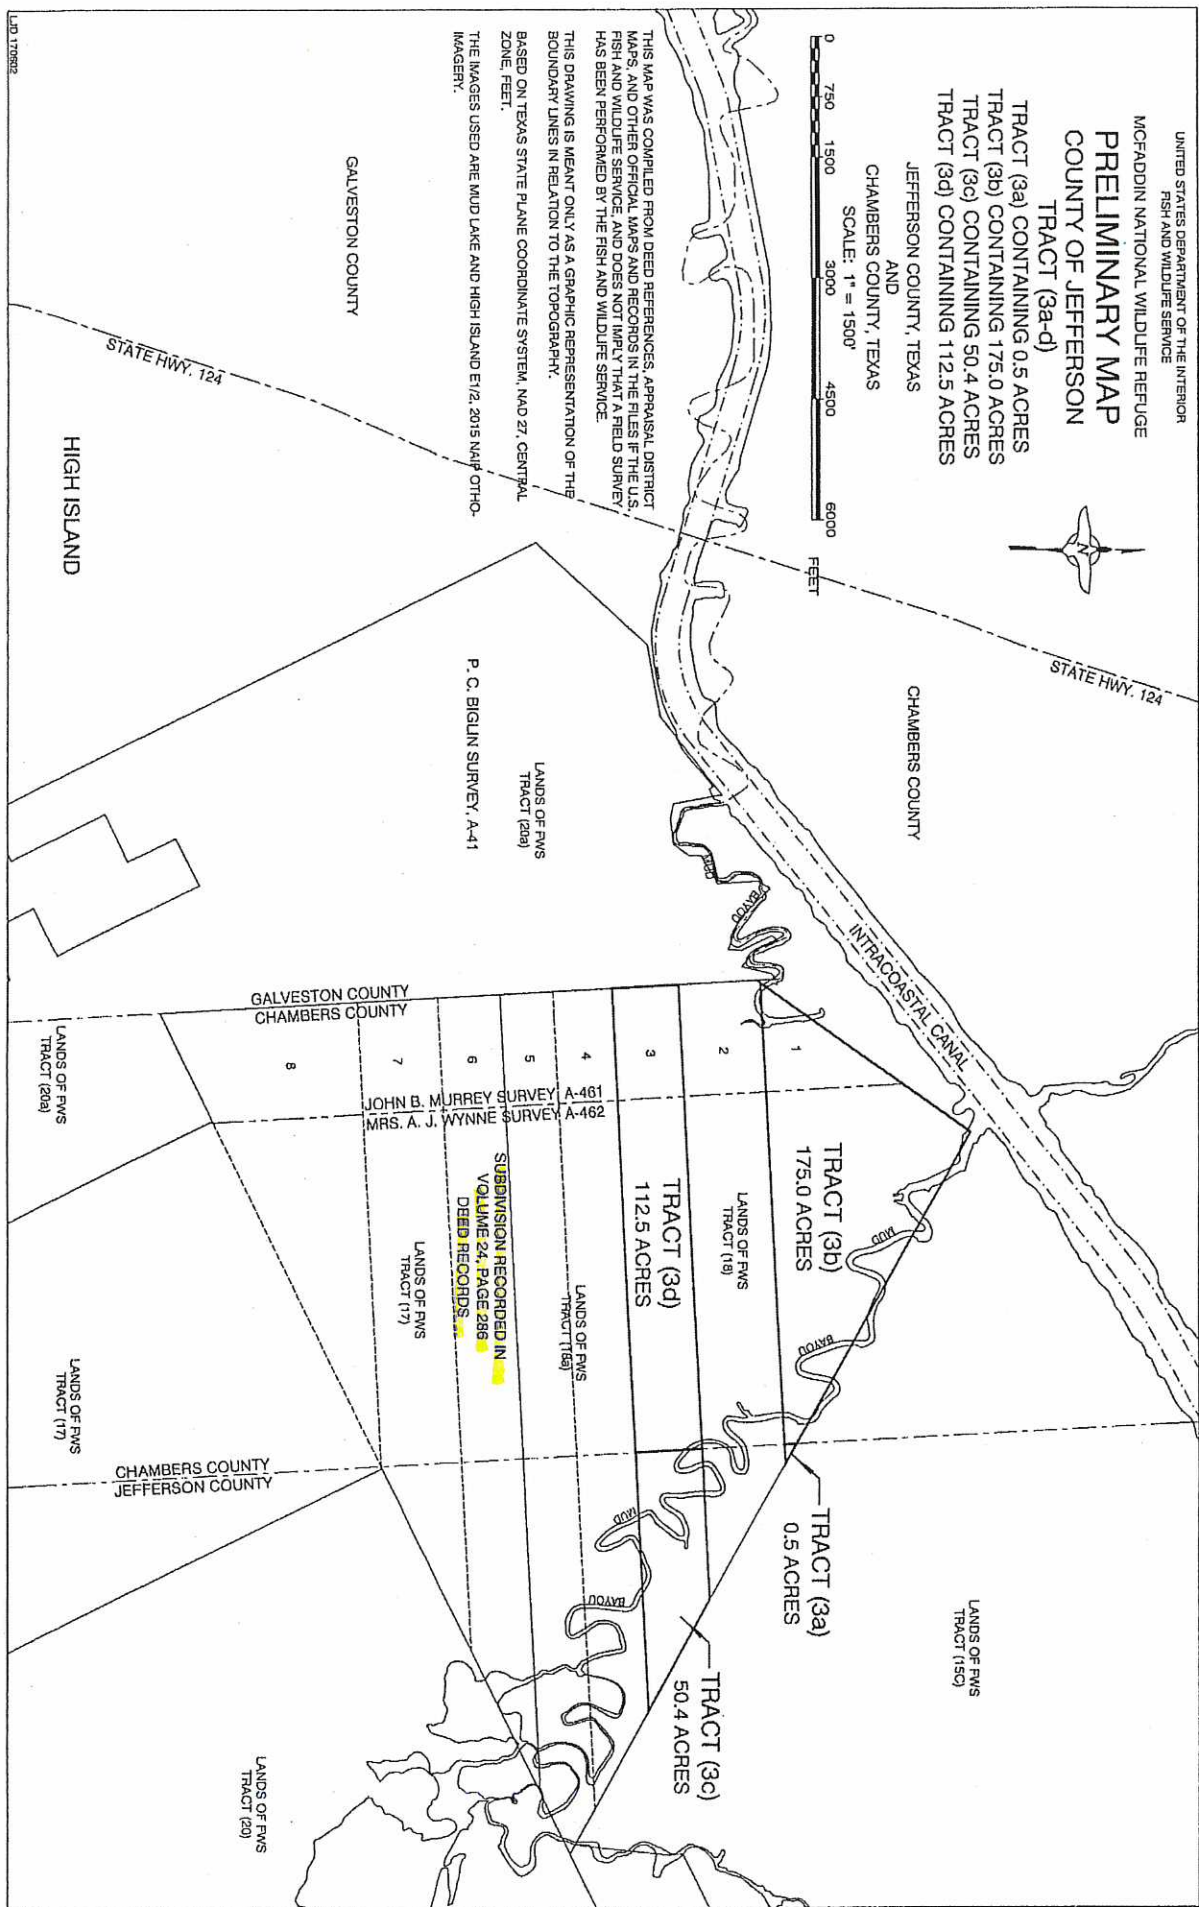 UNITED STATES DEPARTMENT OF THE INTERIOR
FISH AND WILDLIFE SERVICE
MCFADDIN NATIONAL WILDLIFE REFUGE
PRELIMINARY MAP
COUNTY OF JEFFERSON
TRACT (3a-d)
TRACT (3a) CONTAINING 0.5 ACRES
TRACT (3b) CONTAINING 175.0 ACRES
TRACT (3c) CONTAINING 50.4 ACRES
TRACT (3d) CONTAINING 112.5 ACRES
JEFFERSON COUNTY, TEXAS
AND
CHAMBERS COUNTY, TEXAS
SCALE: 1" = 1500'
0 750 1500 3000 4500 6000 FEET
N
THIS MAP WAS COMPILED FROM DEED REFERENCES, APPRAISAL DISTRICT
MAPS, AND OTHER OFFICIAL MAPS AND RECORDS IN THE FILES IF THE U.S.
FISH AND WILDLIFE SERVICE, AND DOES NOT IMPLY THAT A FIELD SURVEY
HAS BEEN PERFORMED BY THE FISH AND WILDLIFE SERVICE.
THIS DRAWING IS MEANT ONLY AS A GRAPHIC REPRESENTATION OF THE
BOUNDARY LINES IN RELATION TO THE TOPOGRAPHY.
BASED ON TEXAS STATE PLANE COORDINATE SYSTEM, NAD 27, CENTRAL
ZONE, FEET.
THE IMAGES USED ARE MUD LAKE AND HIGH ISLAND E1/2, 2015 NAIP OTHO-
IMAGERY.
STATE HWY. 124
CHAMBERS COUNTY
INTRACOASTAL CANAL
GALVESTON COUNTY
STATE HWY. 124
HIGH ISLAND
P. C. BIGLIN SURVEY, A-41
LANDS OF FWS
TRACT (20a)
MUD
BAYOU
GALVESTON COUNTY
CHAMBERS COUNTY
1
2
3
4
5
6
7
8
JOHN B. MURREY SURVEY A-461
MRS. A. J. WYNNE SURVEY A-462
TRACT (3b)
175.0 ACRES
MUD
BAYOU
LANDS OF FWS
TRACT (18)
TRACT (3d)
112.5 ACRES
LANDS OF FWS
TRACT (18a)
SUBDIVISION RECORDED IN
VOLUME 24, PAGE 286
DEED RECORDS
LANDS OF FWS
TRACT (17)
LANDS OF FWS
TRACT (20a)
LANDS OF FWS
TRACT (17)
CHAMBERS COUNTY
JEFFERSON COUNTY
TRACT (3a)
0.5 ACRES
LANDS OF FWS
TRACT (15C)
TRACT (3c)
50.4 ACRES
MUD
BAYOU
LANDS OF FWS
TRACT (20)
LJD 170602